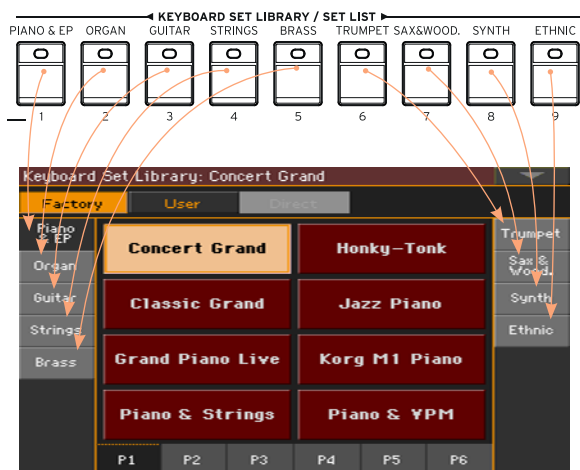 KEYBOARD SET LIBRARY / SET LIST
PIANO & EP ORGAN GUITAR STRINGS BRASS TRUMPET SAX&WOOD. SYNTH ETHNIC
1 2 3 4 5 6 7 8 9
Keyboard Set Library: Concert Grand
Factory User Direct
Piano & EP
Organ
Guitar
Strings
Brass
Concert Grand Honky-Tonk
Classic Grand Jazz Piano
Grand Piano Live Korg M1 Piano
Piano & Strings Piano & VPM
Trumpet
Sax & Wood.
Synth
Ethnic
P1 P2 P3 P4 P5 P6